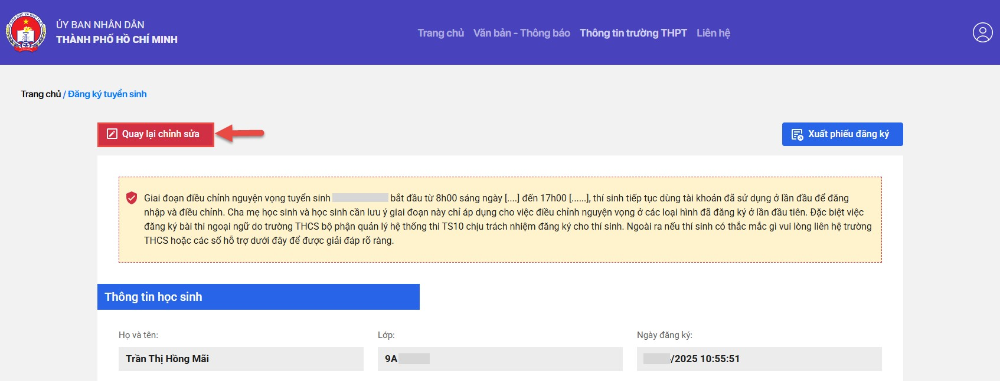 ỦY BAN NHÂN DÂN
THÀNH PHỐ HỒ CHÍ MINH
Trang chủ Văn bản - Thông báo Thông tin trường THPT Liên hệ
Trang chủ / Đăng ký tuyển sinh
Quay lại chỉnh sửa
Xuất phiếu đăng ký
Giai đoạn điều chỉnh nguyện vọng tuyển sinh bắt đầu từ 8h00 sáng ngày [....] đến 17h00 [......], thí sinh tiếp tục dùng tài khoản đã sử dụng ở lần đầu để đăng
nhập và điều chỉnh. Cha mẹ học sinh và học sinh cần lưu ý giai đoạn này chỉ áp dụng cho việc điều chỉnh nguyện vọng ở các loại hình đã đăng ký ở lần đầu tiên. Đặc biệt việc
đăng ký bài thi ngoại ngữ do trường THCS bộ phận quản lý hệ thống thi TS10 chịu trách nhiệm đăng ký cho thí sinh. Ngoài ra nếu thí sinh có thắc mắc gì vui lòng liên hệ trường
THCS hoặc các số hỗ trợ dưới đây để được giải đáp rõ ràng.
Thông tin học sinh
Họ và tên: Lớp: Ngày đăng ký:
Trần Thị Hồng Mãi 9A /2025 10:55:51